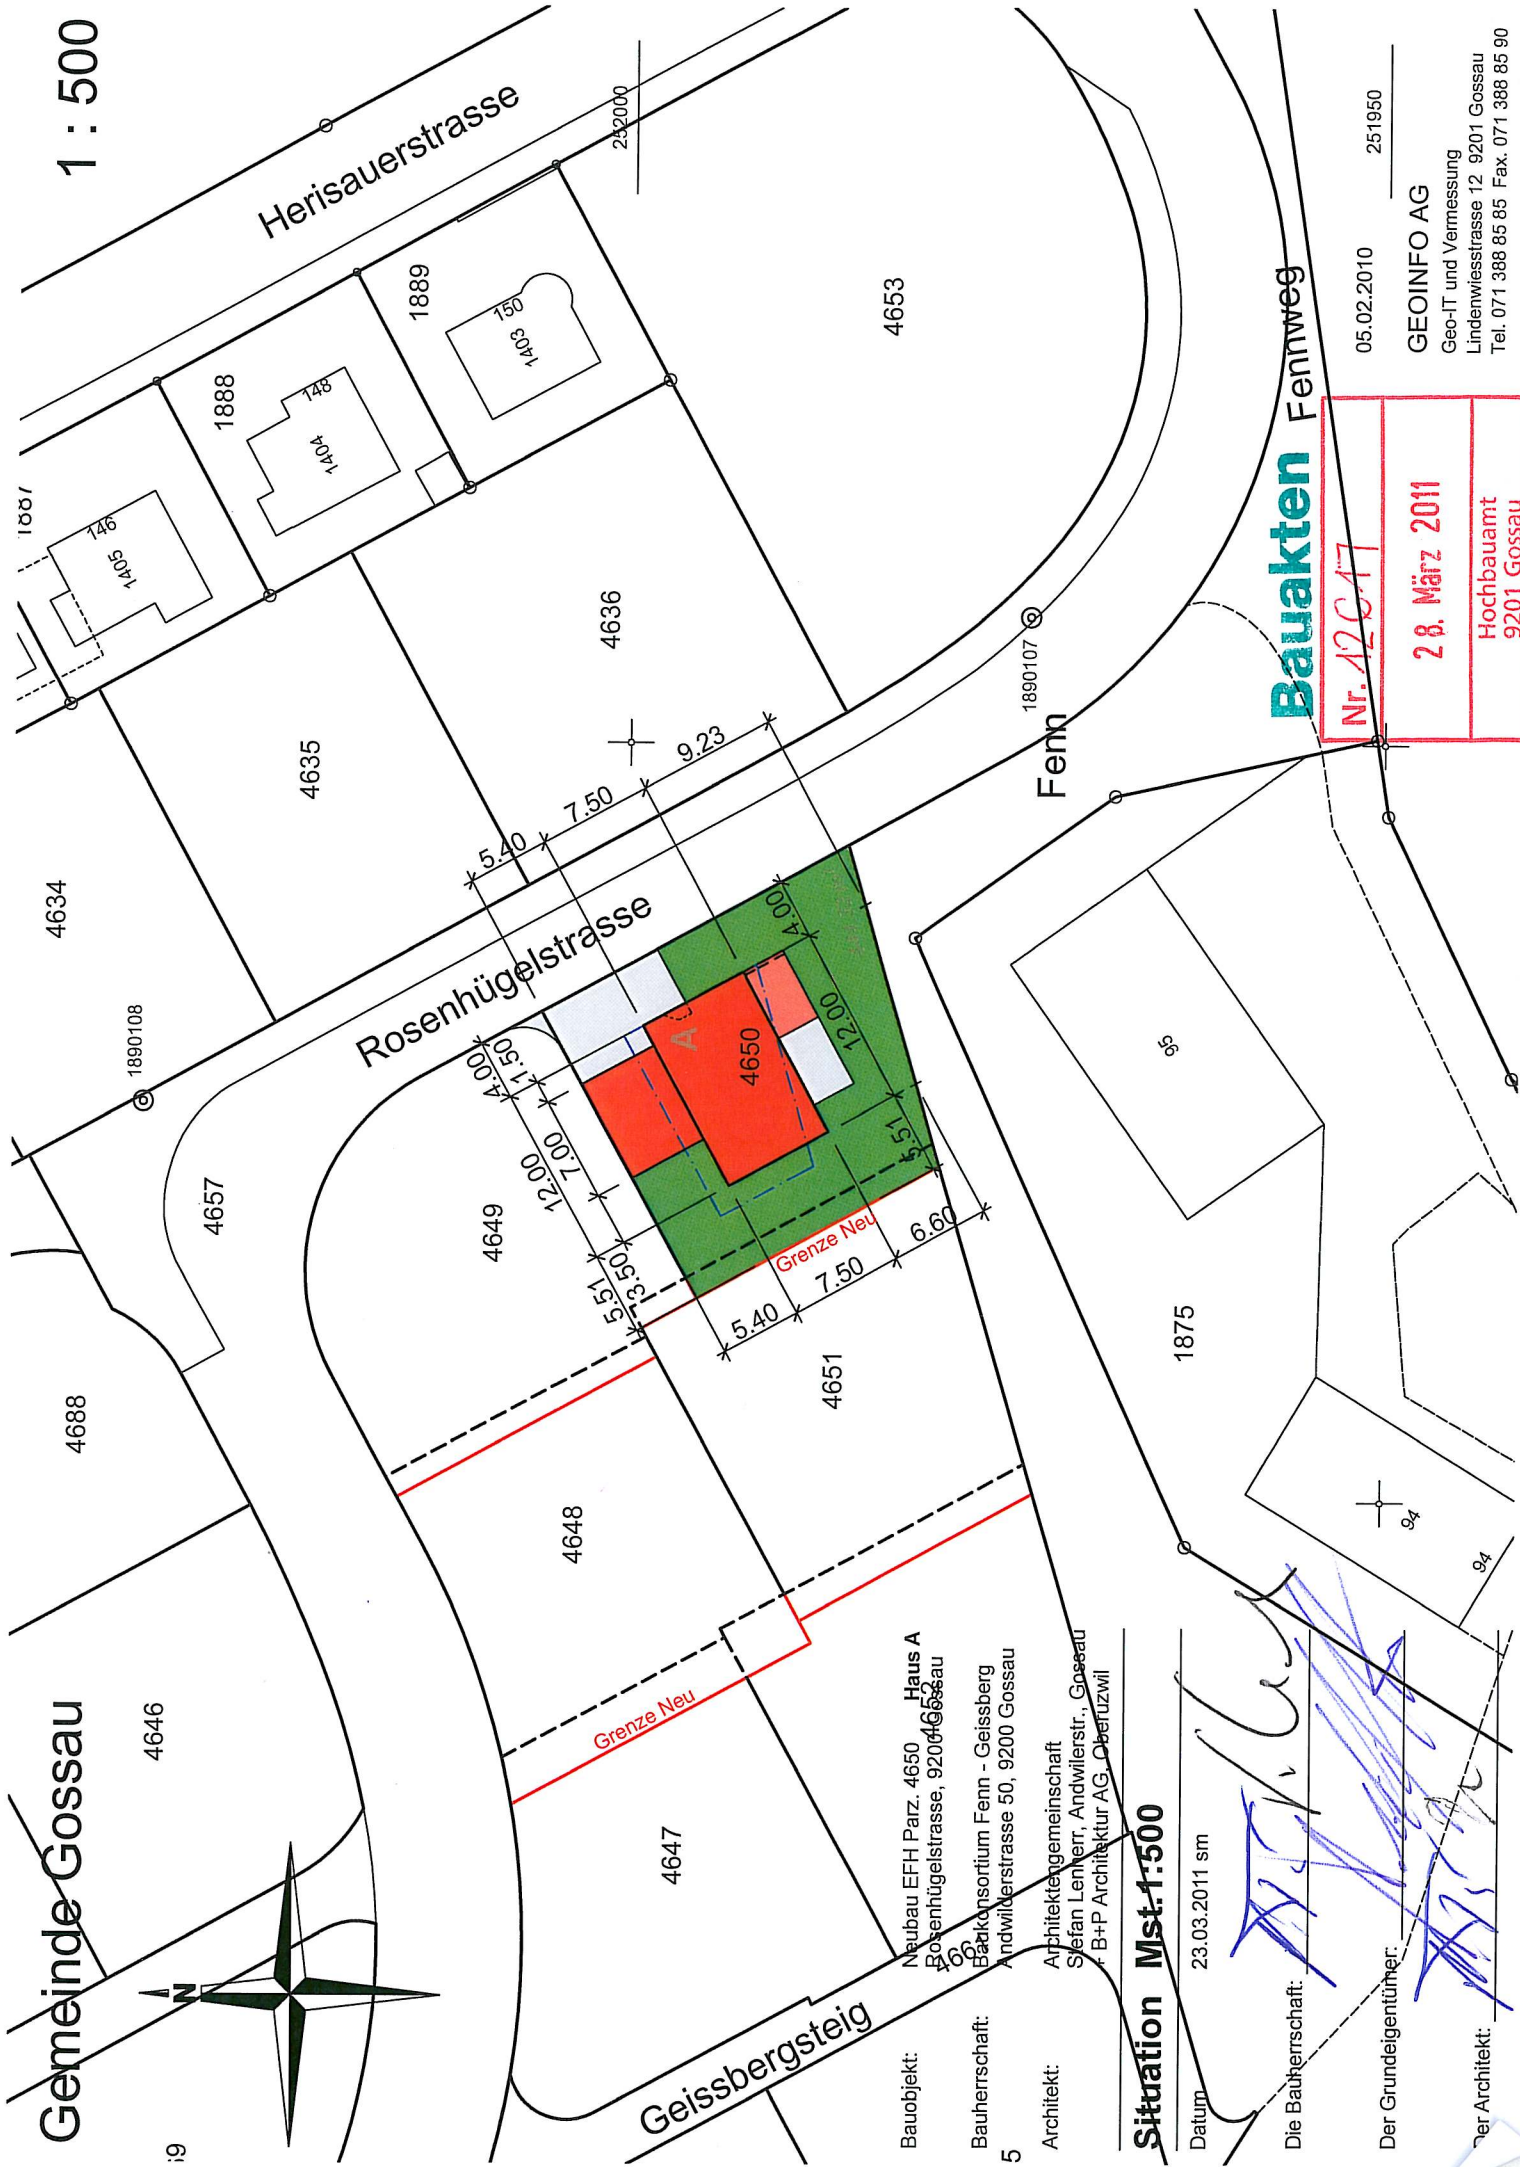 Gemeinde Gossau
1 : 500
N
Herisauerstrasse
Rosenhügelstrasse
Geissbergsteig
Fennweg
Fenn
4646
4688
4657
4634
4635
4636
1888
1889
4653
4649
4648
4647
4650
4651
4652
1875
1890108
1890107
1405
146
1404
148
1403
150
95
94
94
252000
251950
A
Grenze Neu
Grenze Neu
5.40
7.50
9.23
4.00
1.50
12.00
7.00
5.51
3.50
4.00
12.00
5.51
5.40
7.50
6.60
Bauobjekt: Neubau EFH Parz. 4650 Haus A
Rosenhügelstrasse, 9200 Gossau
Bauherrschaft: Baukonsortium Fenn - Geissberg
Andwilderstrasse 50, 9200 Gossau
5
Architekt: Architektengemeinschaft
Stefan Lenherr, Andwilerstr., Gossau
+ B+P Architektur AG, Oberuzwil
Situation Mst.1:500
Datum 23.03.2011 sm
Die Bauherrschaft:
Der Grundeigentümer:
Der Architekt:
Bauakten
Nr. 12017
28. März 2011
Hochbauamt
9201 Gossau
05.02.2010
GEOINFO AG
Geo-IT und Vermessung
Lindenwiesstrasse 12 9201 Gossau
Tel. 071 388 85 85 Fax. 071 388 85 90